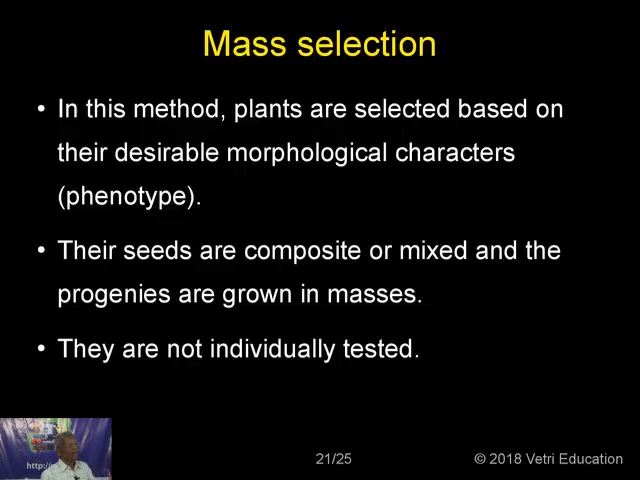 Mass selection
• In this method, plants are selected based on
their desirable morphological characters
(phenotype).
• Their seeds are composite or mixed and the
progenies are grown in masses.
• They are not individually tested.
http://
21/25
© 2018 Vetri Education